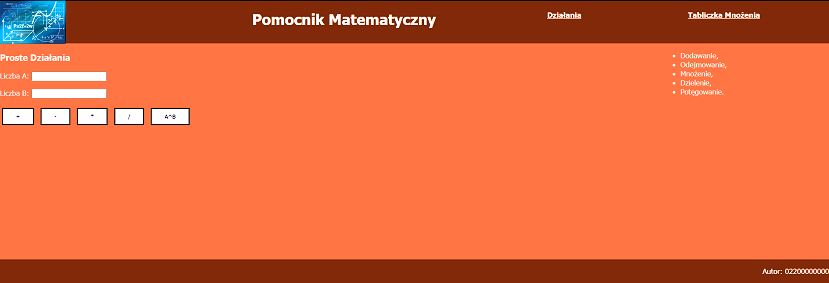 Pomocnik Matematyczny
Działania
Tabliczka Mnożenia
Proste Działania
Liczba A:
Liczba B:
+ - * / A^B
Dodawanie,
Odejmowanie,
Mnożenie,
Dzielenie,
Potęgowanie.
Autor: 02200000000